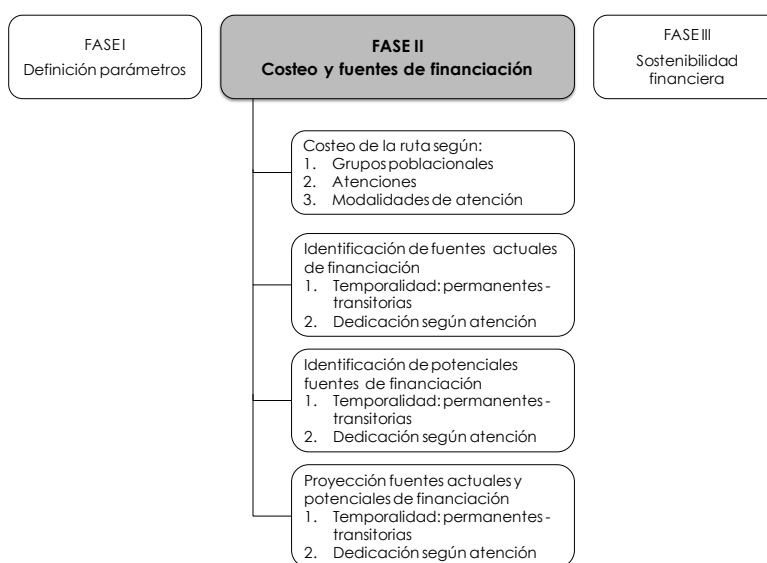 FASE I
Definición parámetros
FASE II
Costeo y fuentes de financiación
FASE III
Sostenibilidad
financiera
Costeo de la ruta según:
1. Grupos poblacionales
2. Atenciones
3. Modalidades de atención
Identificación de fuentes actuales
de financiación
1. Temporalidad: permanentes -
transitorias
2. Dedicación según atención
Identificación de potenciales
fuentes de financiación
1. Temporalidad: permanentes -
transitorias
2. Dedicación según atención
Proyección fuentes actuales y
potenciales de financiación
1. Temporalidad: permanentes -
transitorias
2. Dedicación según atención